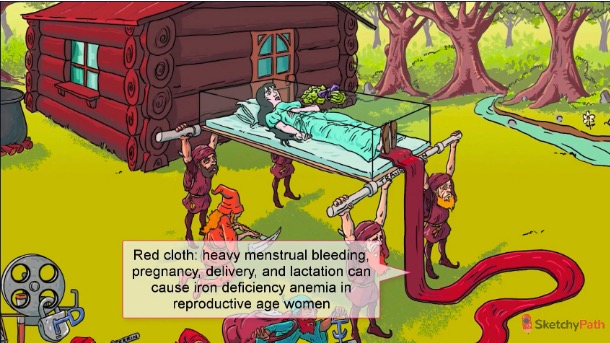 Red cloth: heavy menstrual bleeding,
pregnancy, delivery, and lactation can
cause iron deficiency anemia in
reproductive age women
SketchyPath